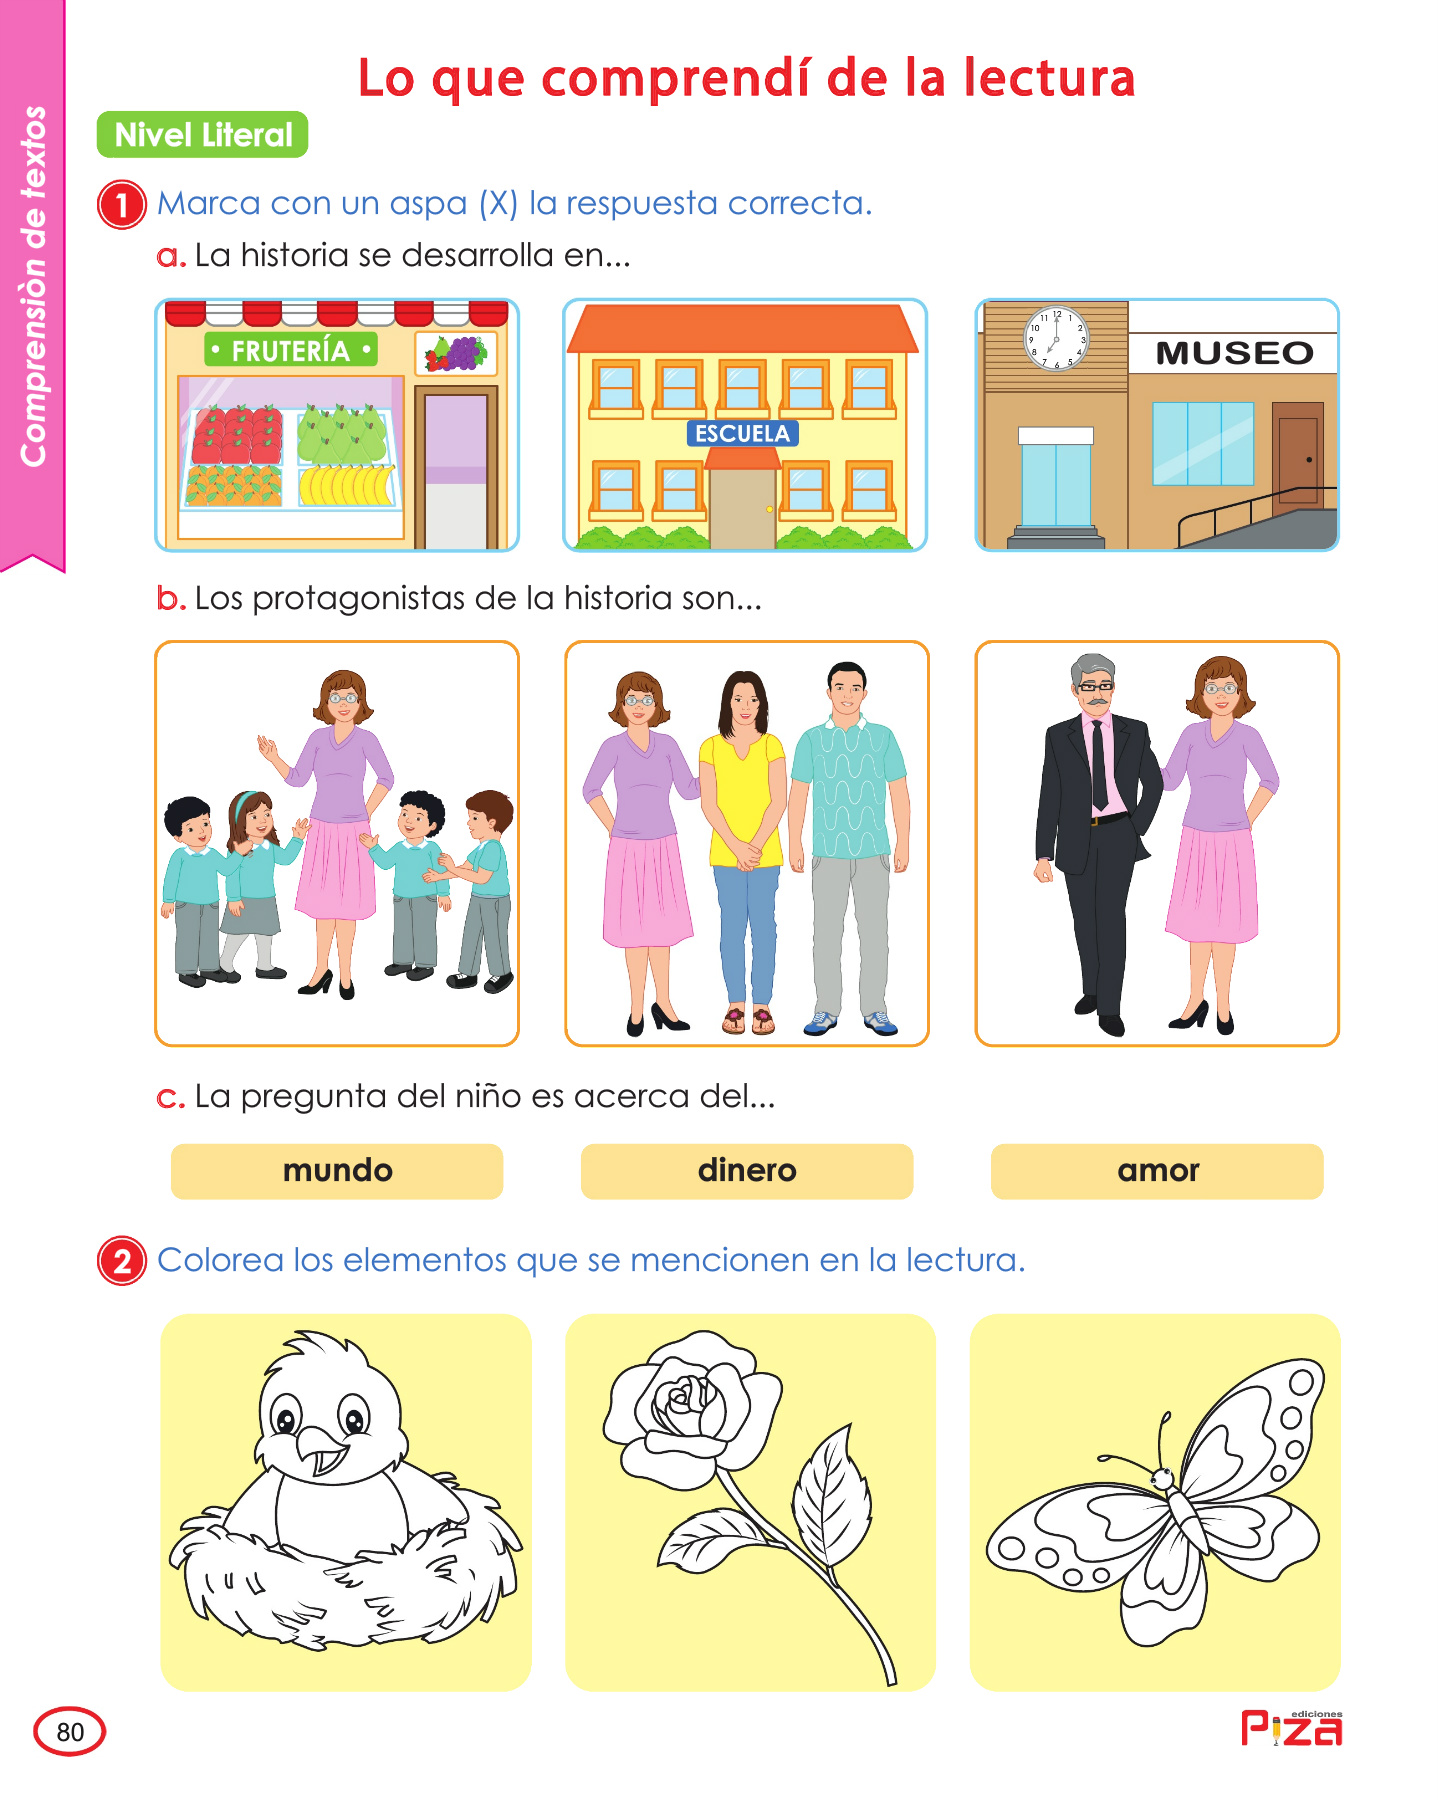 Comprensiòn de textos
Lo que comprendí de la lectura
Nivel Literal
1 Marca con un aspa (X) la respuesta correcta.
a. La historia se desarrolla en...
• FRUTERÍA •
ESCUELA
12 1 2 3 4 5 6 7 8 9 10 11
MUSEO
b. Los protagonistas de la historia son...
c. La pregunta del niño es acerca del...
mundo
dinero
amor
2 Colorea los elementos que se mencionen en la lectura.
80
ediciones
Piza